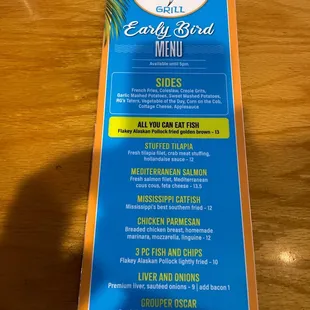 GRILL
Early Bird
MENU
Available until 5pm
SIDES
French Fries, Coleslaw, Creole Grits,
Garlic Mashed Potatoes, Sweet Mashed Potatoes,
RG's Taters, Vegetable of the Day, Corn on the Cob,
Cottage Cheese, Applesauce
ALL YOU CAN EAT FISH
Flakey Alaskan Pollock fried golden brown - 13
STUFFED TILAPIA
Fresh tilapia filet, crab meat stuffing,
hollandaise sauce - 12
MEDITERRANEAN SALMON
Fresh salmon filet, Mediterranean
cous cous, feta cheese - 13.5
MISSISSIPPI CATFISH
Mississippi's best southern fried - 12
CHICKEN PARMESAN
Breaded chicken breast, homemade
marinara, mozzarella, linguini - 12
3 PC FISH AND CHIPS
Flakey Alaskan Pollock lightly fried - 10
LIVER AND ONIONS
Premium liver, sautéed onions - 9 | add bacon 1
GROUPER OSCAR